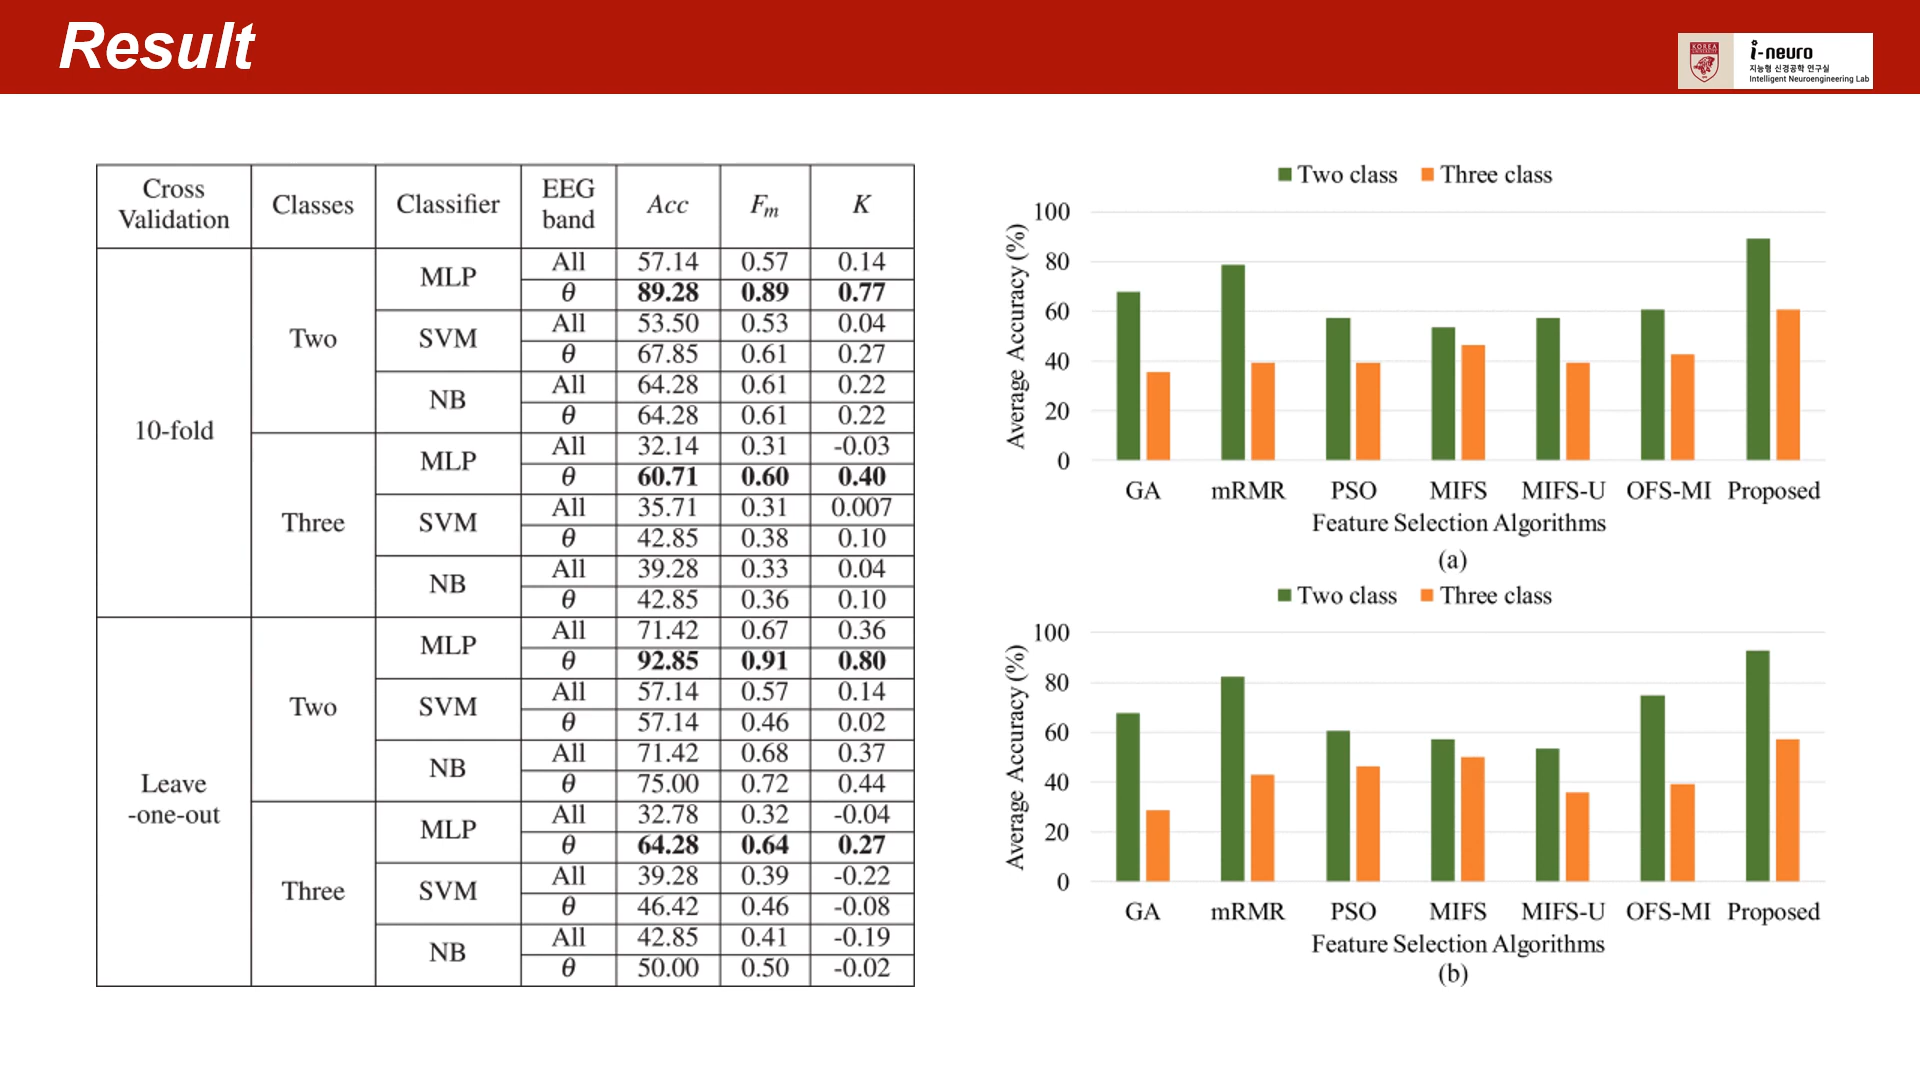 Result
KOREA
i-neuro
지능형 신경공학 연구실
Intelligent Neuroengineering Lab
Cross Validation Classes Classifier EEG band Acc Fm K
10-fold Two MLP All 57.14 0.57 0.14
θ 89.28 0.89 0.77
SVM All 53.50 0.53 0.04
θ 67.85 0.61 0.27
NB All 64.28 0.61 0.22
θ 64.28 0.61 0.22
Three MLP All 32.14 0.31 -0.03
θ 60.71 0.60 0.40
SVM All 35.71 0.31 0.007
θ 42.85 0.38 0.10
NB All 39.28 0.33 0.04
θ 42.85 0.36 0.10
Leave -one-out Two MLP All 71.42 0.67 0.36
θ 92.85 0.91 0.80
SVM All 57.14 0.57 0.14
θ 57.14 0.46 0.02
NB All 71.42 0.68 0.37
θ 75.00 0.72 0.44
Three MLP All 32.78 0.32 -0.04
θ 64.28 0.64 0.27
SVM All 39.28 0.39 -0.22
θ 46.42 0.46 -0.08
NB All 42.85 0.41 -0.19
θ 50.00 0.50 -0.02
Two class Three class
Average Accuracy (%)
100
80
60
40
20
0
GA mRMR PSO MIFS MIFS-U OFS-MI Proposed
Feature Selection Algorithms
(a)
Two class Three class
Average Accuracy (%)
100
80
60
40
20
0
GA mRMR PSO MIFS MIFS-U OFS-MI Proposed
Feature Selection Algorithms
(b)